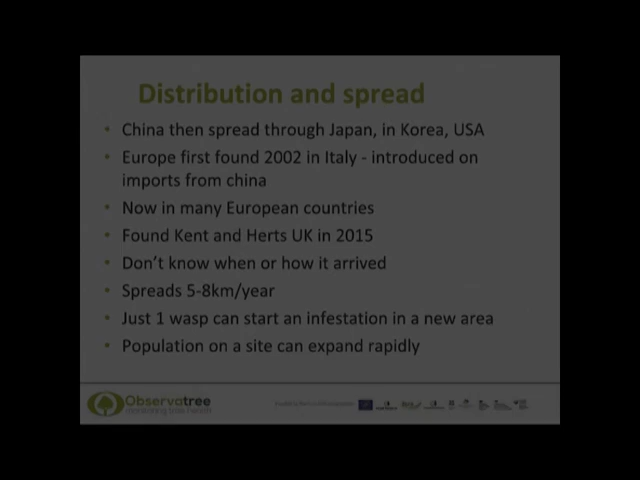 Distribution and spread
• China then spread through Japan, in Korea, USA
• Europe first found 2002 in Italy - introduced on
imports from china
• Now in many European countries
• Found Kent and Herts UK in 2015
• Don't know when or how it arrived
• Spreads 5-8km/year
• Just 1 wasp can start an infestation in a new area
• Population on a site can expand rapidly
Observatree
monitoring tree health